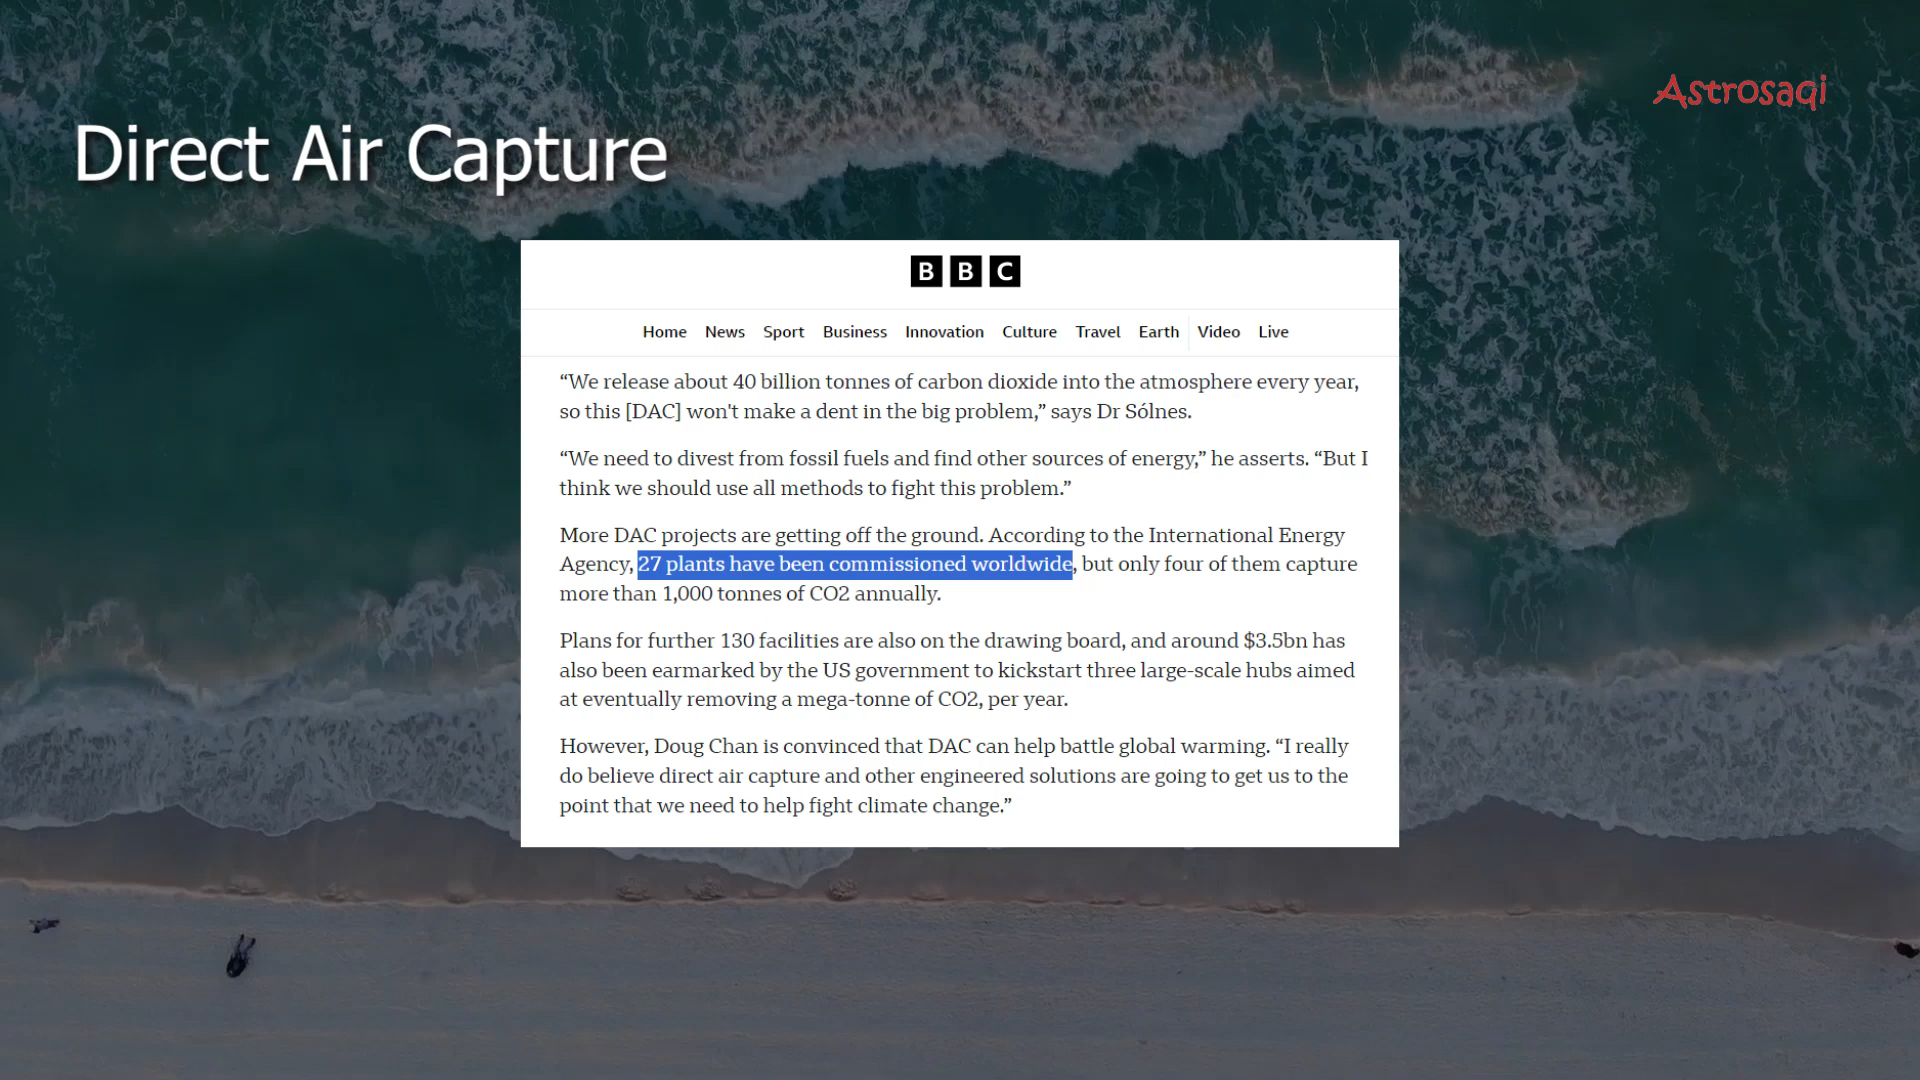 Astrosaqi
Direct Air Capture
BBC
Home News Sport Business Innovation Culture Travel Earth Video Live
“We release about 40 billion tonnes of carbon dioxide into the atmosphere every year,
so this [DAC] won't make a dent in the big problem,” says Dr Sólnes.
“We need to divest from fossil fuels and find other sources of energy,” he asserts. “But I
think we should use all methods to fight this problem.”
More DAC projects are getting off the ground. According to the International Energy
Agency, 27 plants have been commissioned worldwide, but only four of them capture
more than 1,000 tonnes of CO2 annually.
Plans for further 130 facilities are also on the drawing board, and around $3.5bn has
also been earmarked by the US government to kickstart three large-scale hubs aimed
at eventually removing a mega-tonne of CO2, per year.
However, Doug Chan is convinced that DAC can help battle global warming. “I really
do believe direct air capture and other engineered solutions are going to get us to the
point that we need to help fight climate change.”